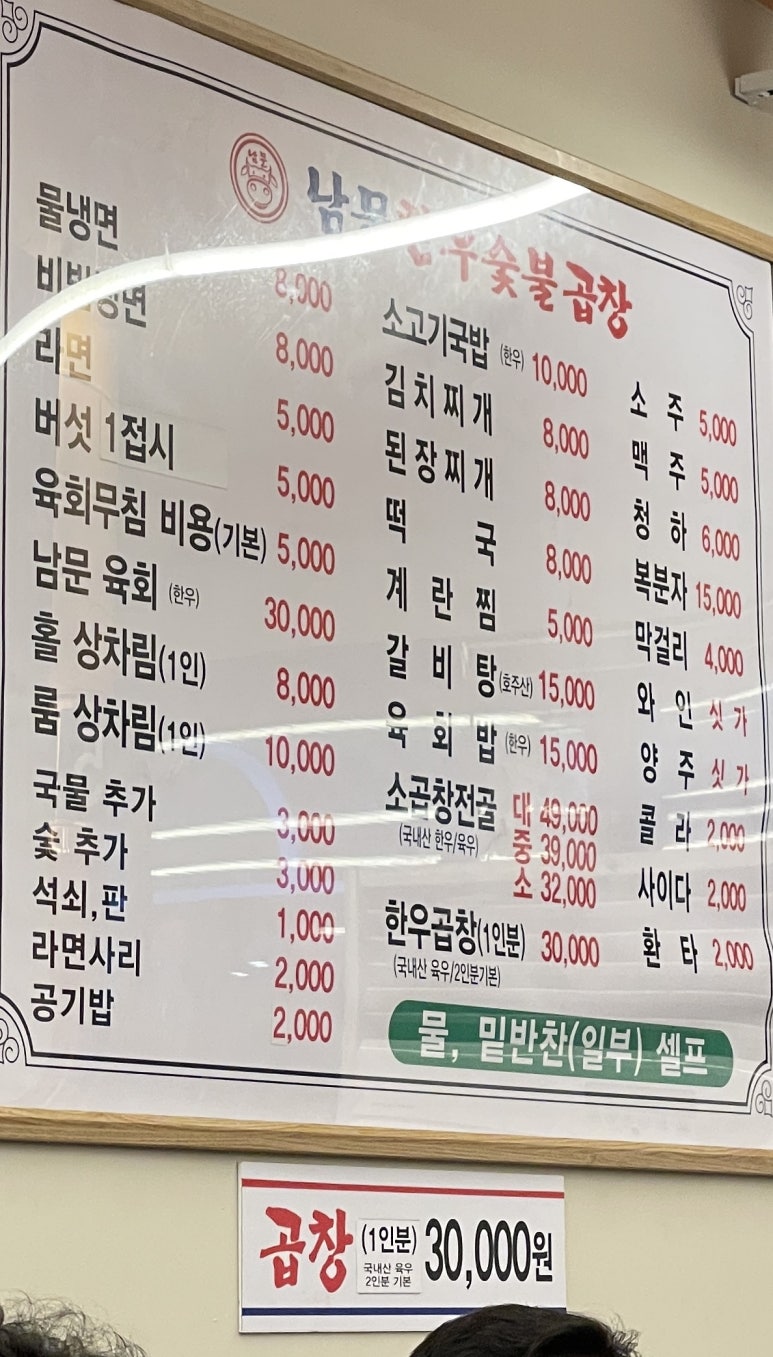 남문
남문 한우숯불곱창
물냉면 8,000
비빔냉면 8,000
라면 5,000
버섯 1접시 5,000
육회무침 비용(기본) 5,000
남문 육회 (한우) 30,000
홀 상차림(1인) 8,000
룸 상차림(1인) 10,000
국물 추가 3,000
숯 추가 3,000
석쇠,판 1,000
라면사리 2,000
공기밥 2,000
소고기국밥 (한우) 10,000
김치찌개 8,000
된장찌개 8,000
떡국 8,000
계란찜 5,000
갈비탕 (호주산) 15,000
육회밥 (한우) 15,000
소곱창전골 대 49,000
(국내산 한우/육우) 중 39,000
소 32,000
한우곱창(1인분) 30,000
(국내산 육우/2인분기본)
소주 5,000
맥주 5,000
청하 6,000
복분자 15,000
막걸리 4,000
와인 싯가
양주 싯가
콜라 2,000
사이다 2,000
환타 2,000
물, 밑반찬(일부) 셀프
곱창 (1인분) 30,000원
국내산 육우
2인분 기본